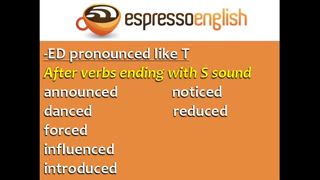 espressoenglish
-ED pronounced like T
After verbs ending with S sound
announced noticed
danced reduced
forced
influenced
introduced